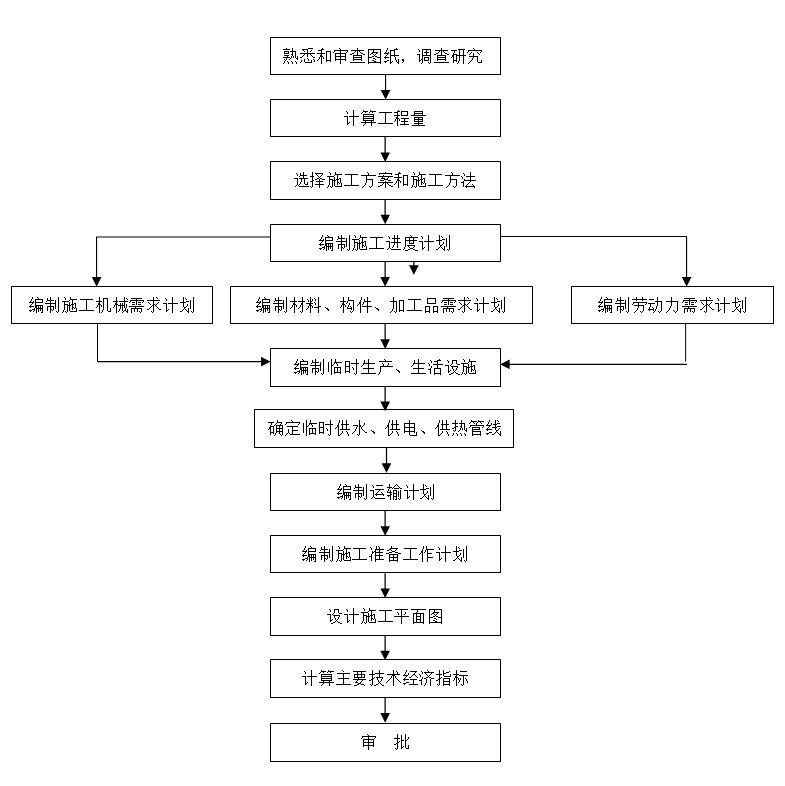 熟悉和审查图纸，调查研究
计算工程量
选择施工方案和施工方法
编制施工进度计划
编制施工机械需求计划
编制材料、构件、加工品需求计划
编制劳动力需求计划
编制临时生产、生活设施
确定临时供水、供电、供热管线
编制运输计划
编制施工准备工作计划
设计施工平面图
计算主要技术经济指标
审 批